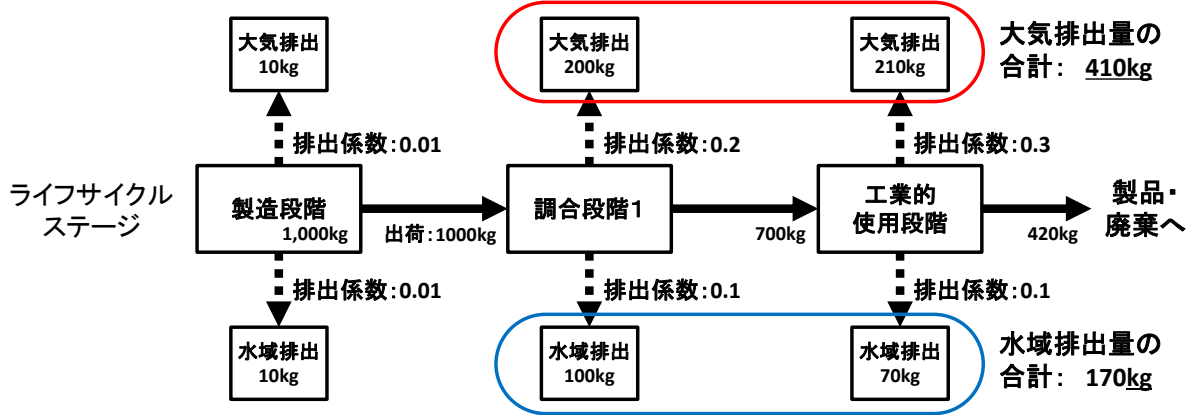 大気排出
10kg
大気排出
200kg
大気排出
210kg
大気排出量の
合計： 410kg
排出係数：0.01
排出係数：0.2
排出係数：0.3
ライフサイクル
ステージ
製造段階
1,000kg
出荷：1000kg
調合段階１
700kg
工業的
使用段階
420kg
製品・
廃棄へ
排出係数：0.01
排出係数：0.1
排出係数：0.1
水域排出
10kg
水域排出
100kg
水域排出
70kg
水域排出量の
合計： 170kg